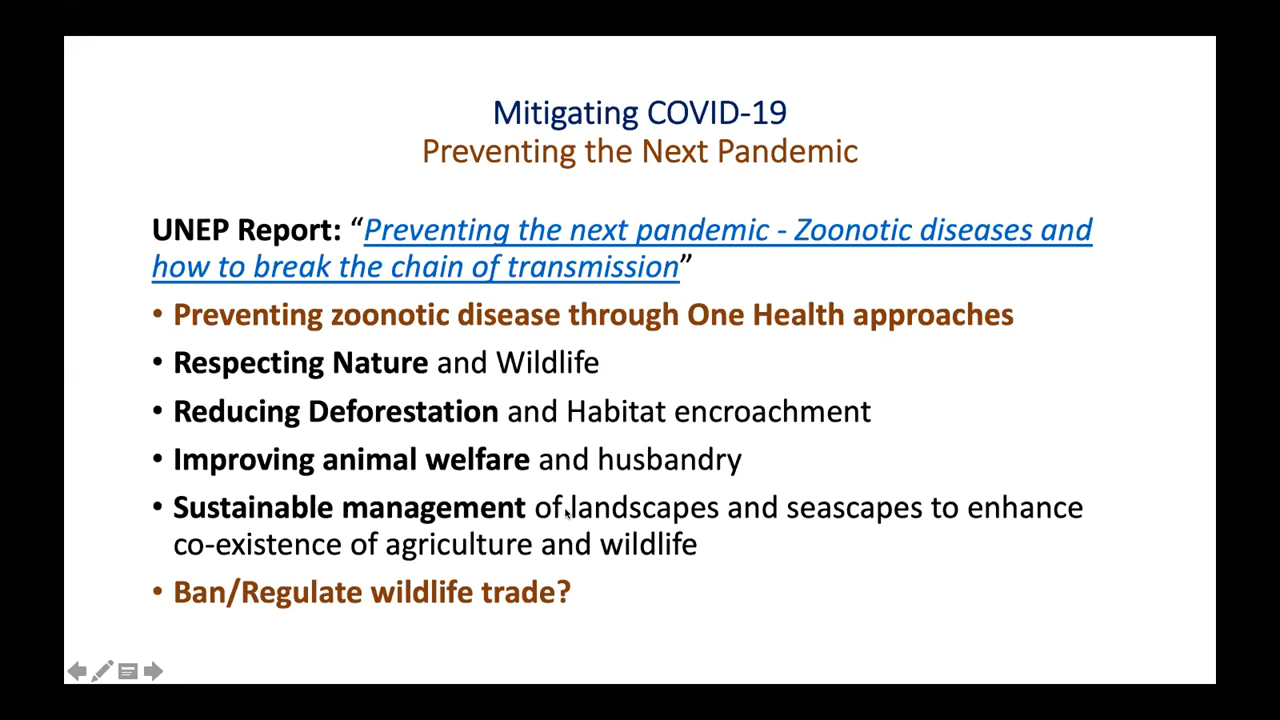 Mitigating COVID-19
Preventing the Next Pandemic
UNEP Report: “Preventing the next pandemic - Zoonotic diseases and
how to break the chain of transmission”
• Preventing zoonotic disease through One Health approaches
• Respecting Nature and Wildlife
• Reducing Deforestation and Habitat encroachment
• Improving animal welfare and husbandry
• Sustainable management of landscapes and seascapes to enhance
co-existence of agriculture and wildlife
• Ban/Regulate wildlife trade?